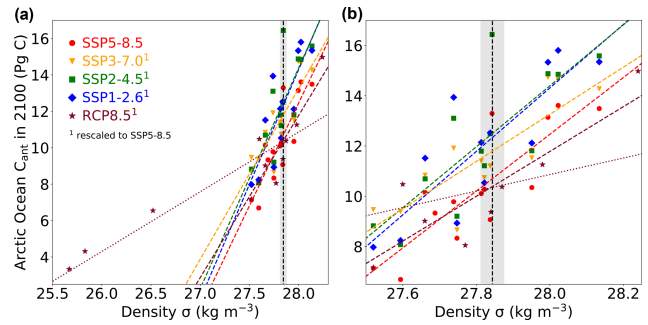 (a)
(b)
Arctic Ocean Cant in 2100 (Pg C)
16
14
12
10
8
6
4
SSP5-8.5
SSP3-7.0¹
SSP2-4.5¹
SSP1-2.6¹
RCP8.5¹
¹ rescaled to SSP5-8.5
25.5 26.0 26.5 27.0 27.5 28.0
Density σ (kg m⁻³)
16
14
12
10
8
27.6 27.8 28.0 28.2
Density σ (kg m⁻³)